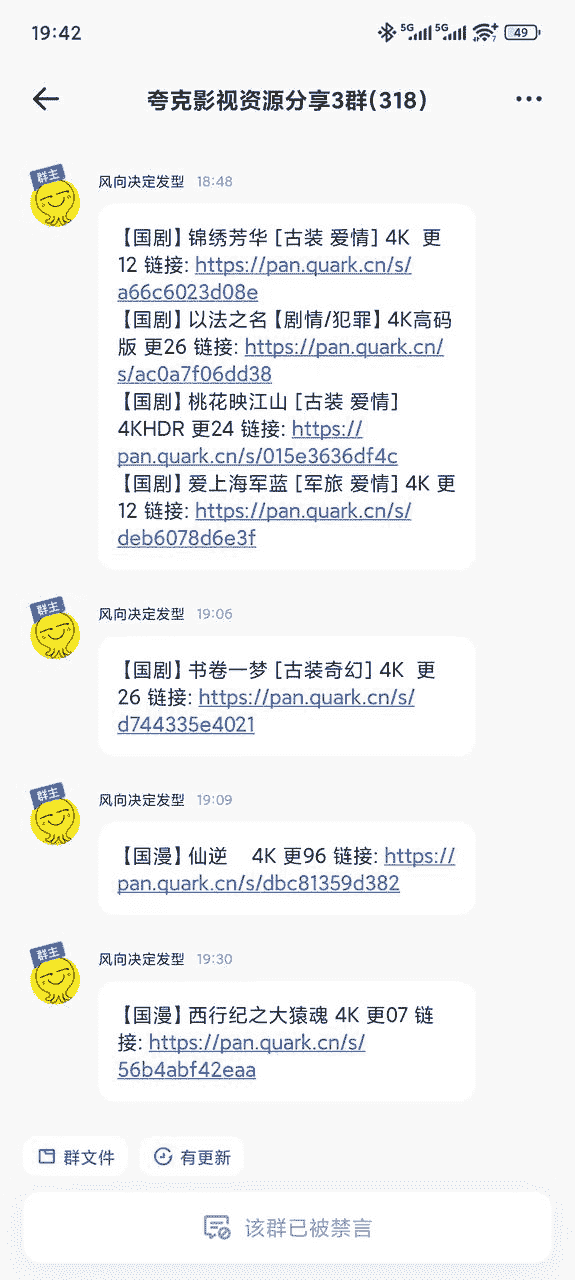 19:42
5G 5G 49
夸克影视资源分享3群(318)
群主
风向决定发型 18:48
【国剧】锦绣芳华 [古装 爱情] 4K 更
12 链接: https://pan.quark.cn/s/
a66c6023d08e
【国剧】以法之名【剧情/犯罪】4K高码
版 更26 链接: https://pan.quark.cn/
s/ac0a7f06dd38
【国剧】桃花映江山 [古装 爱情]
4KHDR 更24 链接: https://
pan.quark.cn/s/015e3636df4c
【国剧】爱上海军蓝 [军旅 爱情] 4K 更
12 链接: https://pan.quark.cn/s/
deb6078d6e3f
群主
风向决定发型 19:06
【国剧】书卷一梦 [古装奇幻] 4K 更
26 链接: https://pan.quark.cn/s/
d744335e4021
群主
风向决定发型 19:09
【国漫】仙逆 4K 更96 链接: https://
pan.quark.cn/s/dbc81359d382
群主
风向决定发型 19:30
【国漫】西行纪之大猿魂 4K 更07 链
接: https://pan.quark.cn/s/
56b4abf42eaa
群文件 有更新
该群已被禁言